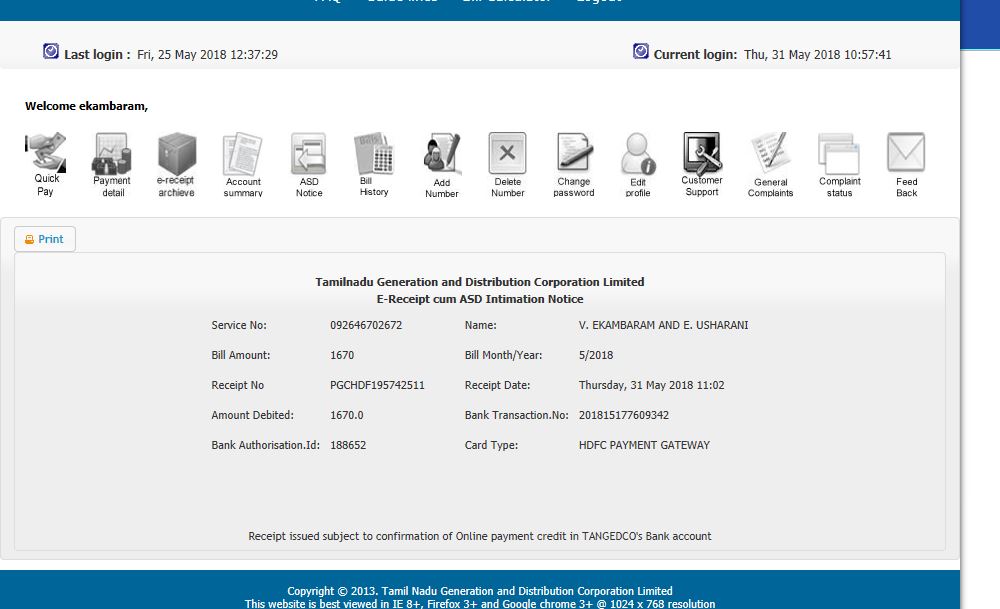 Last login : Fri, 25 May 2018 12:37:29 Current login: Thu, 31 May 2018 10:57:41
Welcome ekambaram,
Quick Pay
Payment detail
e-receipt archieve
Account summary
ASD Notice
Bill History
Add Number
Delete Number
Change password
Edit profile
Customer Support
General Complaints
Complaint status
Feed Back
Print
Tamilnadu Generation and Distribution Corporation Limited
E-Receipt cum ASD Intimation Notice
Service No: 092646702672 Name: V. EKAMBARAM AND E. USHARANI
Bill Amount: 1670 Bill Month/Year: 5/2018
Receipt No PGCHDF195742511 Receipt Date: Thursday, 31 May 2018 11:02
Amount Debited: 1670.0 Bank Transaction.No: 201815177609342
Bank Authorisation.Id: 188652 Card Type: HDFC PAYMENT GATEWAY
Receipt issued subject to confirmation of Online payment credit in TANGEDCO's Bank account
Copyright © 2013. Tamil Nadu Generation and Distribution Corporation Limited
This website is best viewed in IE 8+, Firefox 3+ and Google chrome 3+ @ 1024 x 768 resolution